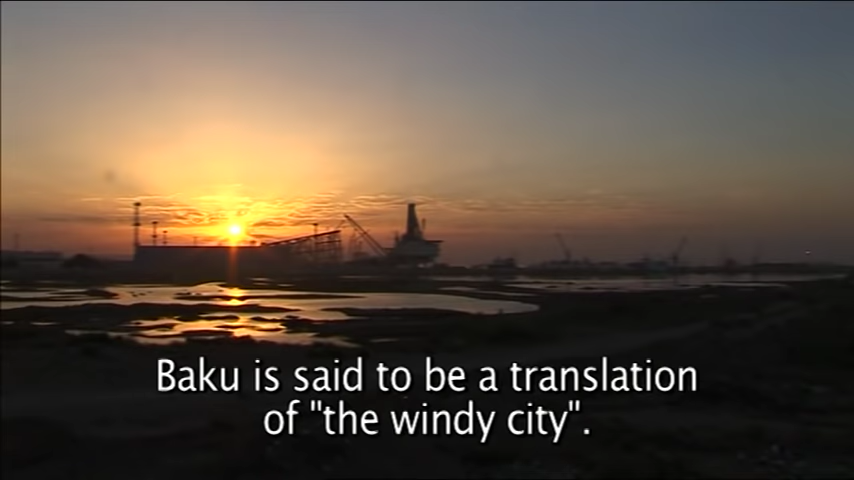 Baku is said to be a translation
of "the windy city".